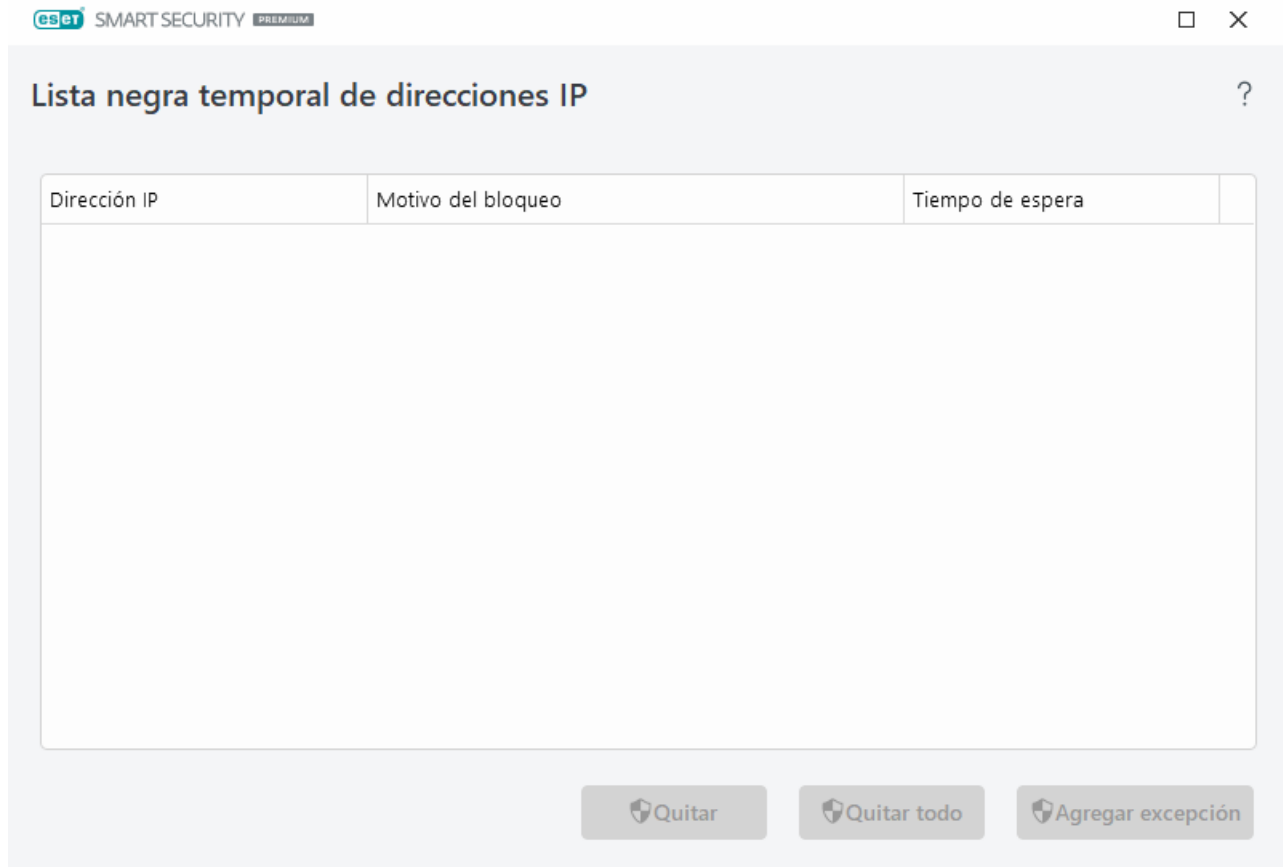 eset SMART SECURITY PREMIUM
Lista negra temporal de direcciones IP
?
Dirección IP Motivo del bloqueo Tiempo de espera
Quitar Quitar todo Agregar excepción